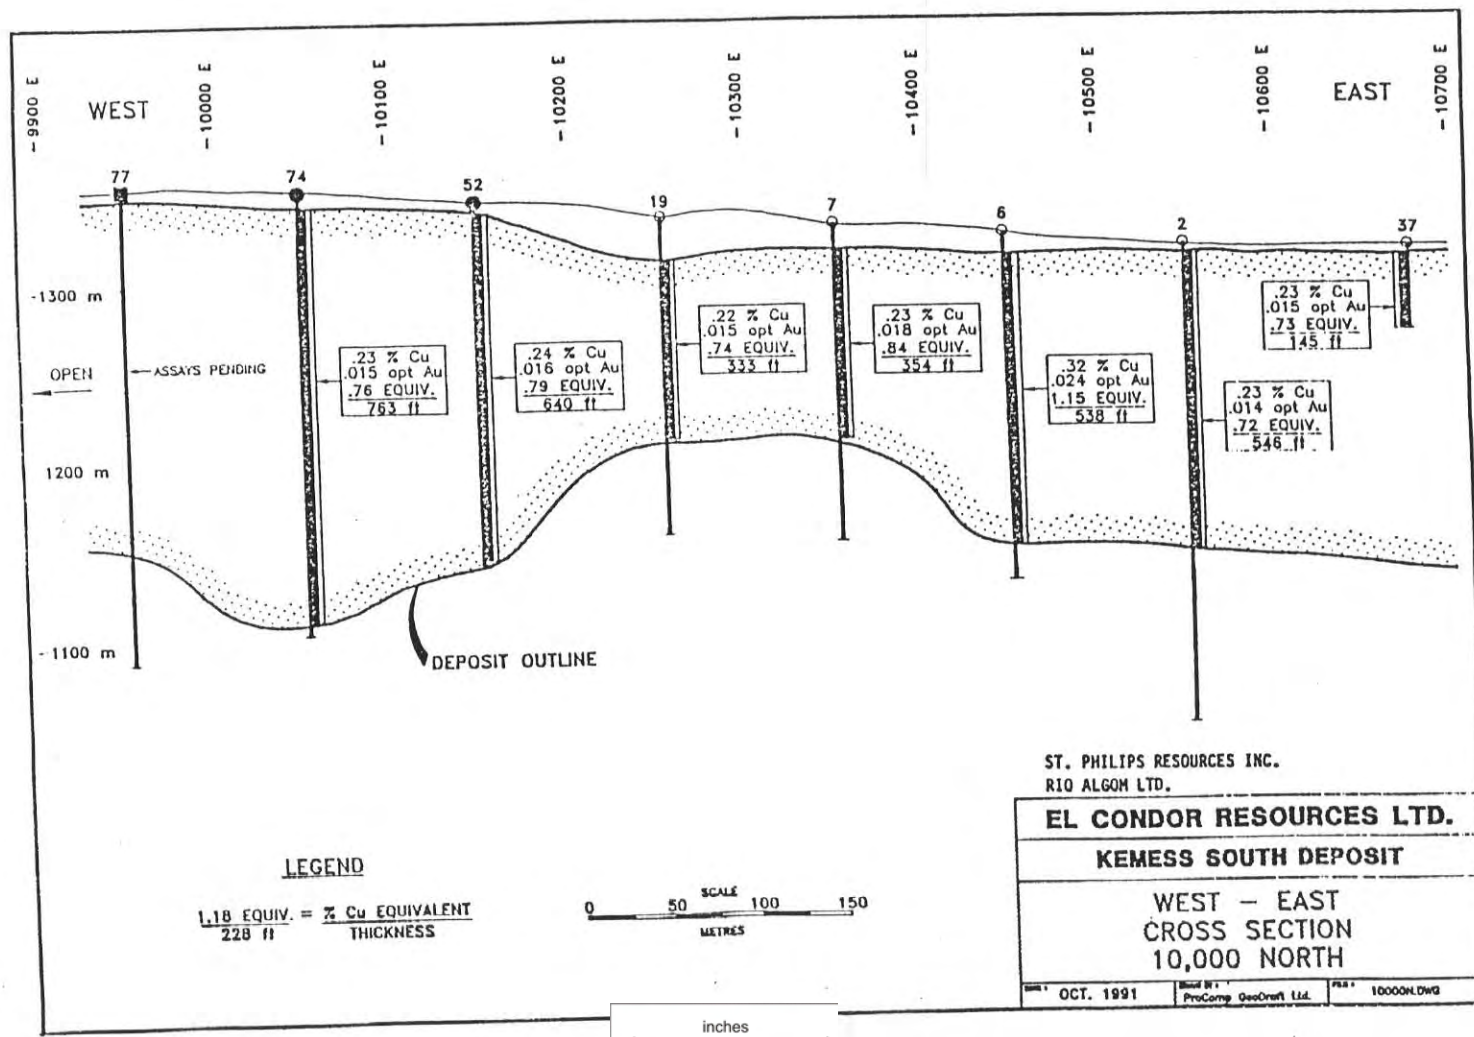 -9900 E
-10000 E
-10100 E
-10200 E
-10300 E
-10400 E
-10500 E
-10600 E
-10700 E
WEST
EAST
77
74
52
19
7
6
2
37
-1300 m
OPEN
ASSAYS PENDING
1200 m
-1100 m
.23 % Cu
.015 opt Au
.76 EQUIV.
763 ft
.24 % Cu
.016 opt Au
.79 EQUIV.
640 ft
.22 % Cu
.015 opt Au
.74 EQUIV.
333 ft
.23 % Cu
.018 opt Au
.84 EQUIV.
354 ft
.32 % Cu
.024 opt Au
1.15 EQUIV.
538 ft
.23 % Cu
.014 opt Au
.72 EQUIV.
546 ft
.23 % Cu
.015 opt Au
.73 EQUIV.
145 ft
DEPOSIT OUTLINE
LEGEND
1.18 EQUIV. = % Cu EQUIVALENT
228 ft THICKNESS
SCALE
0 50 100 150
METRES
ST. PHILIPS RESOURCES INC.
RIO ALGOM LTD.
EL CONDOR RESOURCES LTD.
KEMESS SOUTH DEPOSIT
WEST – EAST
CROSS SECTION
10,000 NORTH
OCT. 1991
ProComp GeoDraft Ltd.
10000N.DWG
inches